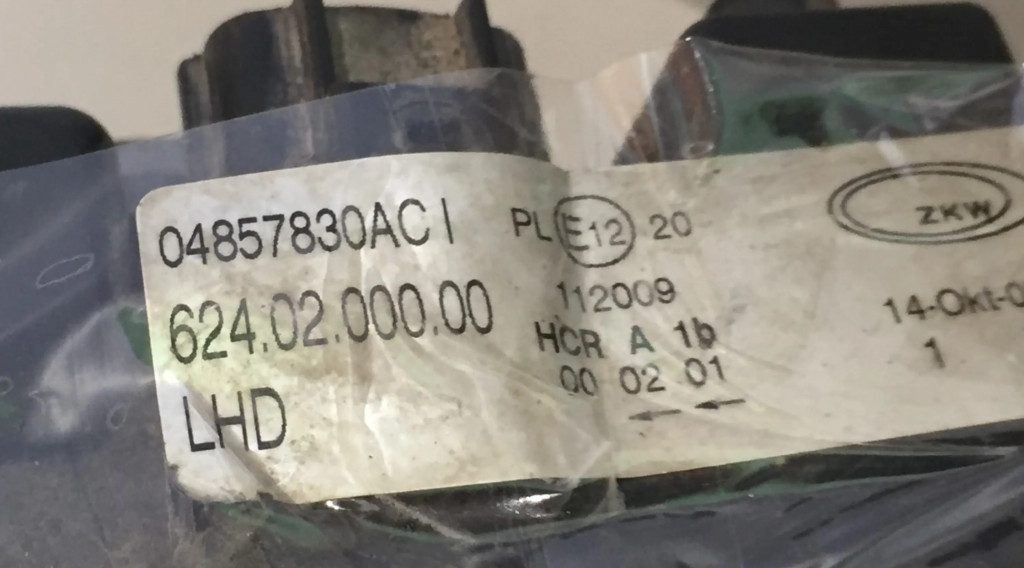 04857830AC I
624.02.000.00
LHD
PL E12 20
112009
HCR A 1b
00 02 01
ZKW
14-Okt-0
1